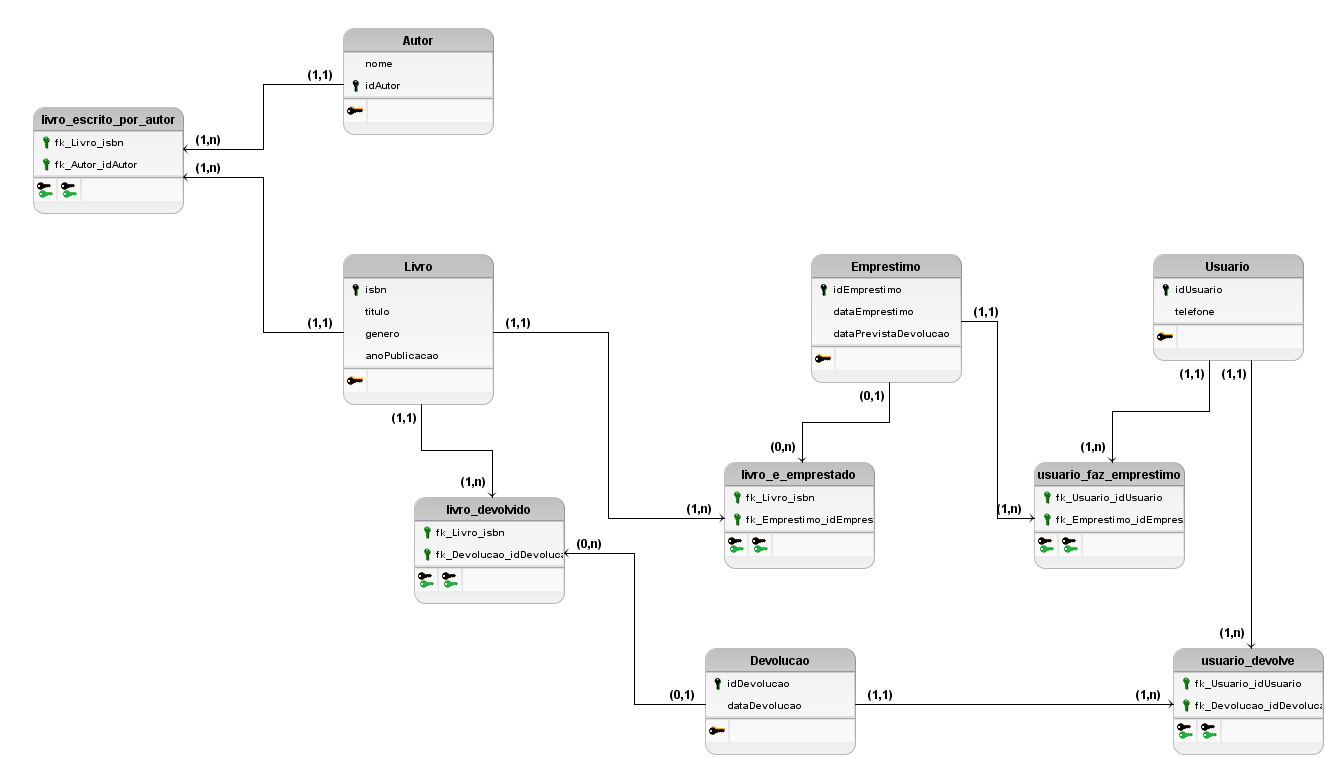 Autor
nome
idAutor
(1,1)
livro_escrito_por_autor
fk_Livro_isbn
fk_Autor_idAutor
(1,n)
(1,n)
Livro
isbn
titulo
genero
anoPublicacao
(1,1)
(1,1)
(1,1)
Emprestimo
idEmprestimo
dataEmprestimo
dataPrevistaDevolucao
(1,1)
(0,1)
Usuario
idUsuario
telefone
(1,1)
(1,1)
(1,n)
livro_devolvido
fk_Livro_isbn
fk_Devolucao_idDevoluca
(0,n)
(0,n)
(1,n)
livro_e_emprestado
fk_Livro_isbn
fk_Emprestimo_idEmpres
(1,n)
(1,n)
usuario_faz_emprestimo
fk_Usuario_idUsuario
fk_Emprestimo_idEmpres
Devolucao
idDevolucao
dataDevolucao
(0,1)
(1,1)
(1,n)
(1,n)
usuario_devolve
fk_Usuario_idUsuario
fk_Devolucao_idDevoluca